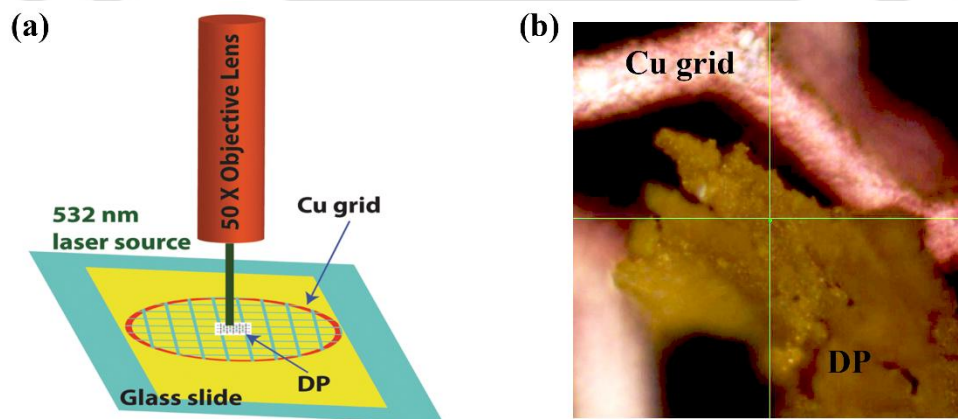 (a)
50 X Objective Lens
532 nm
laser source
Cu grid
DP
Glass slide
(b)
Cu grid
DP